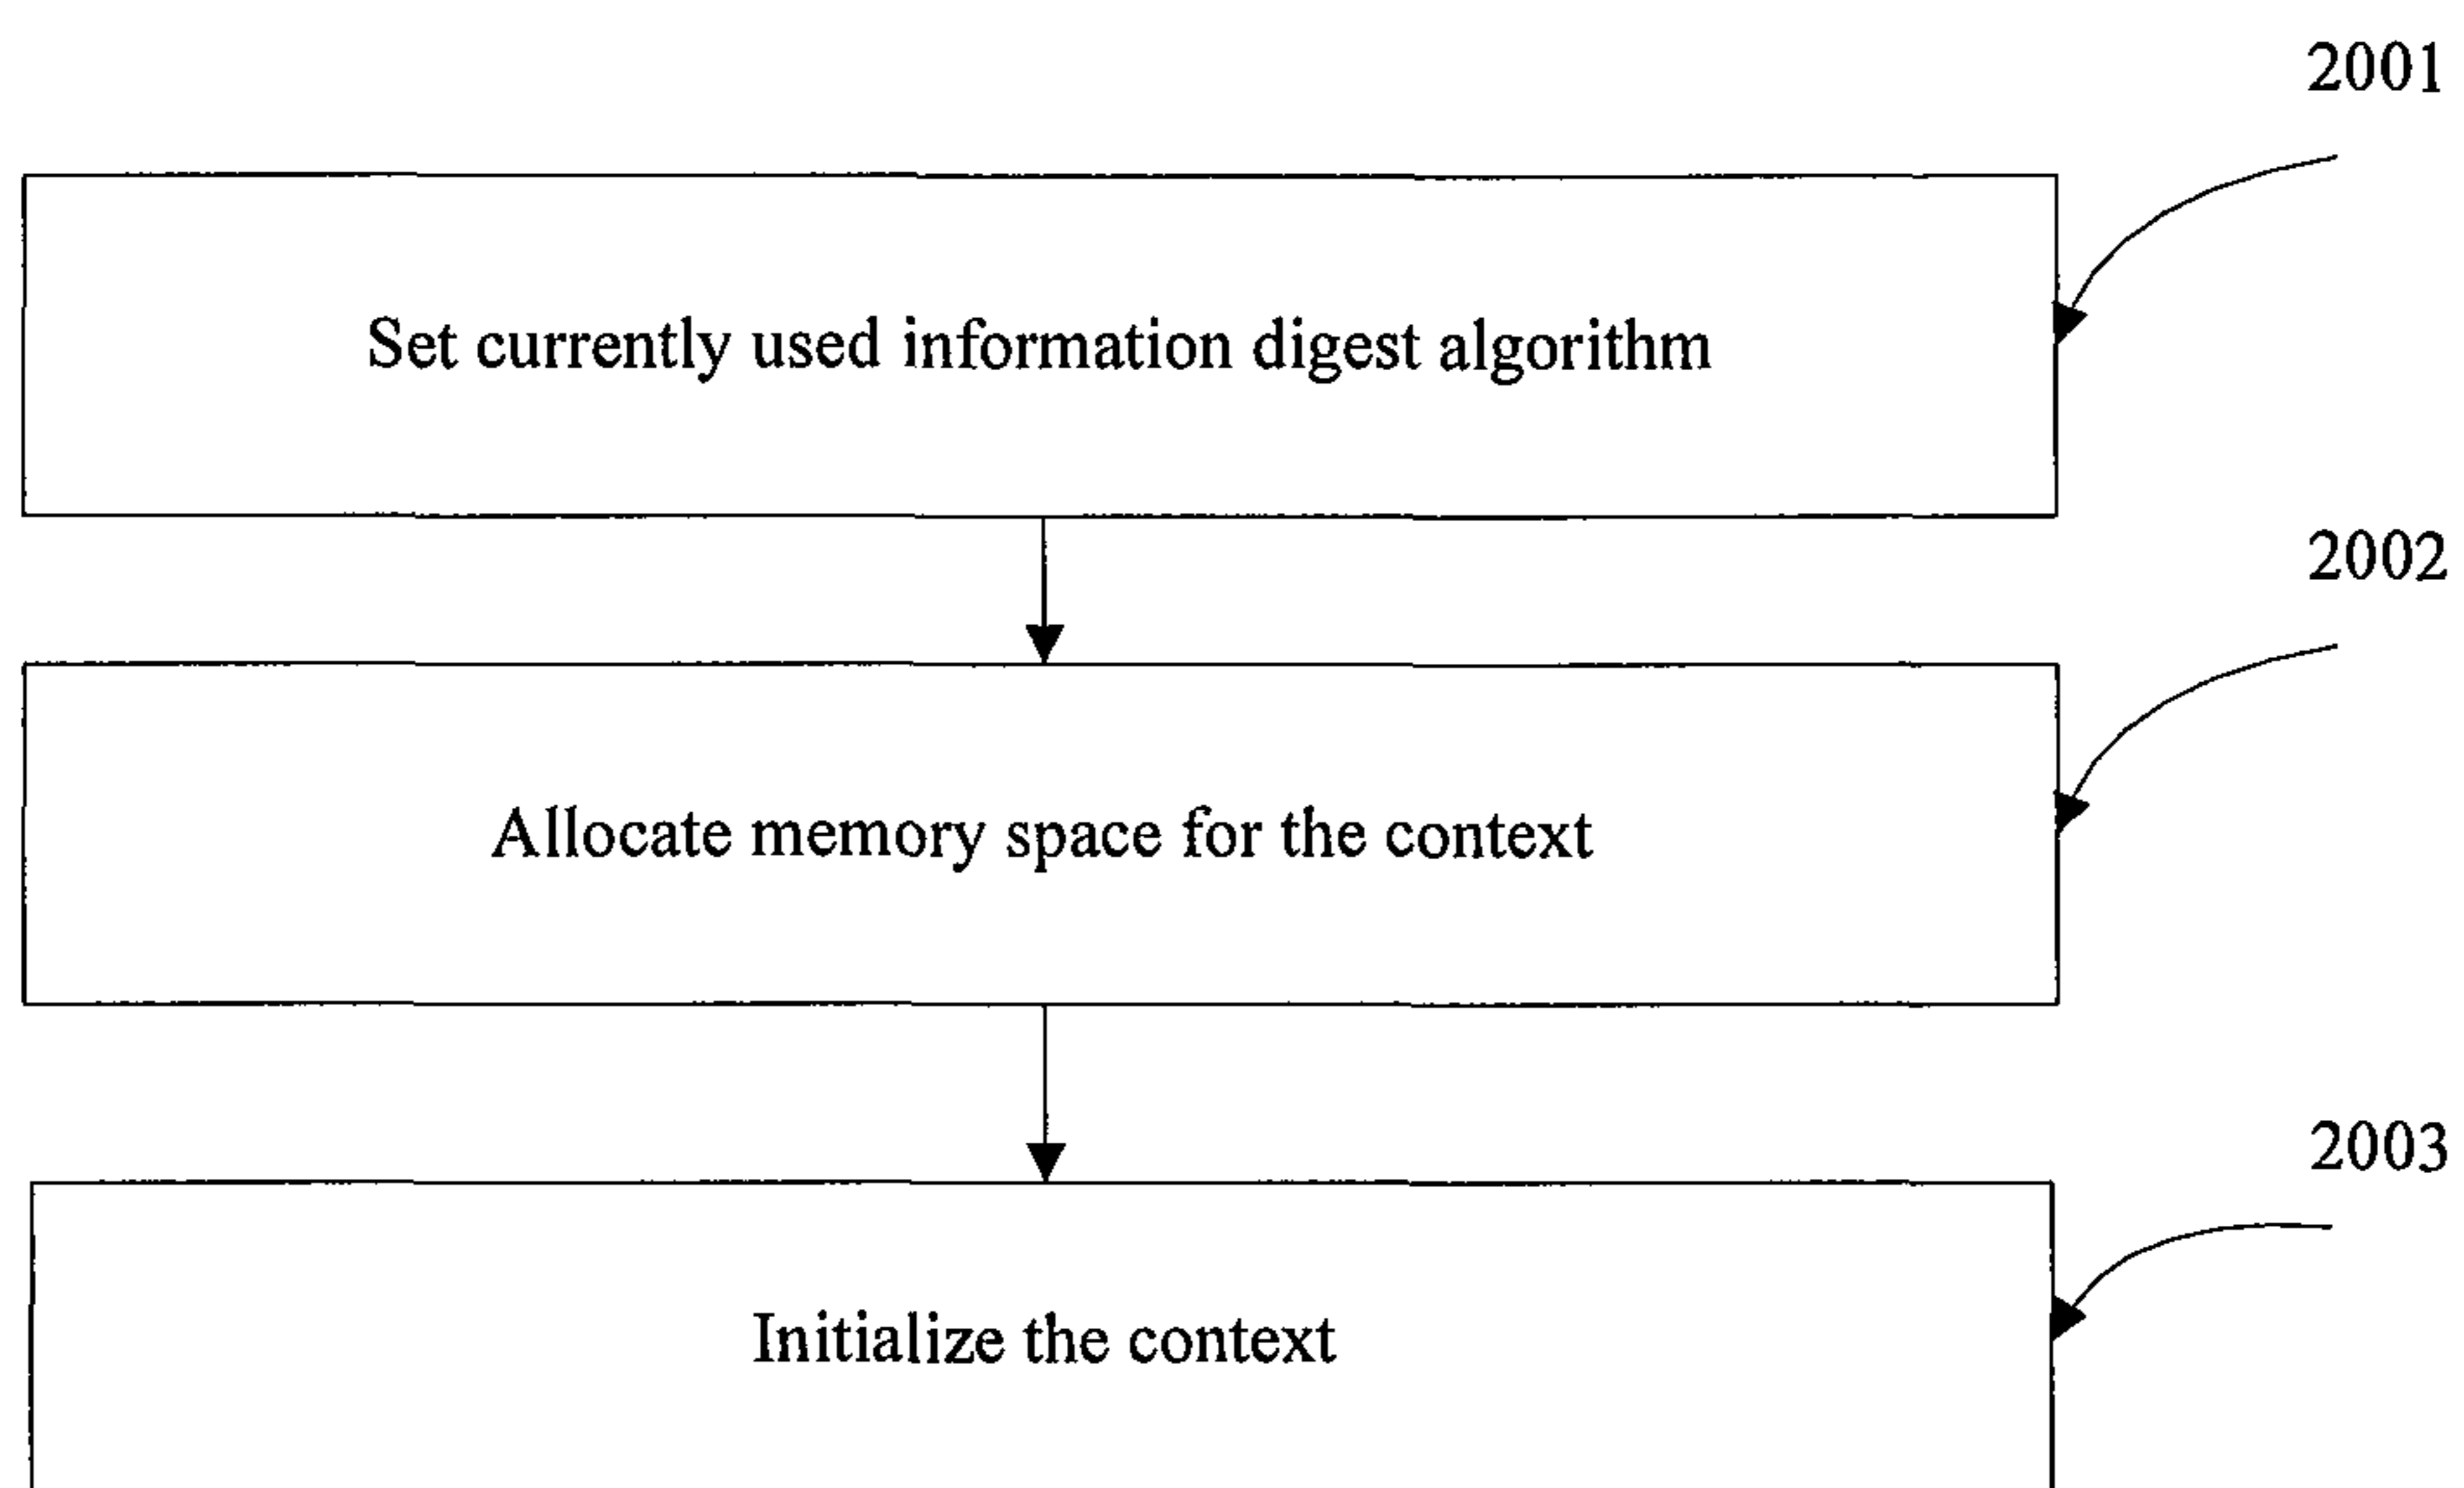 2001
Set currently used information digest algorithm
2002
Allocate memory space for the context
2003
Initialize the context